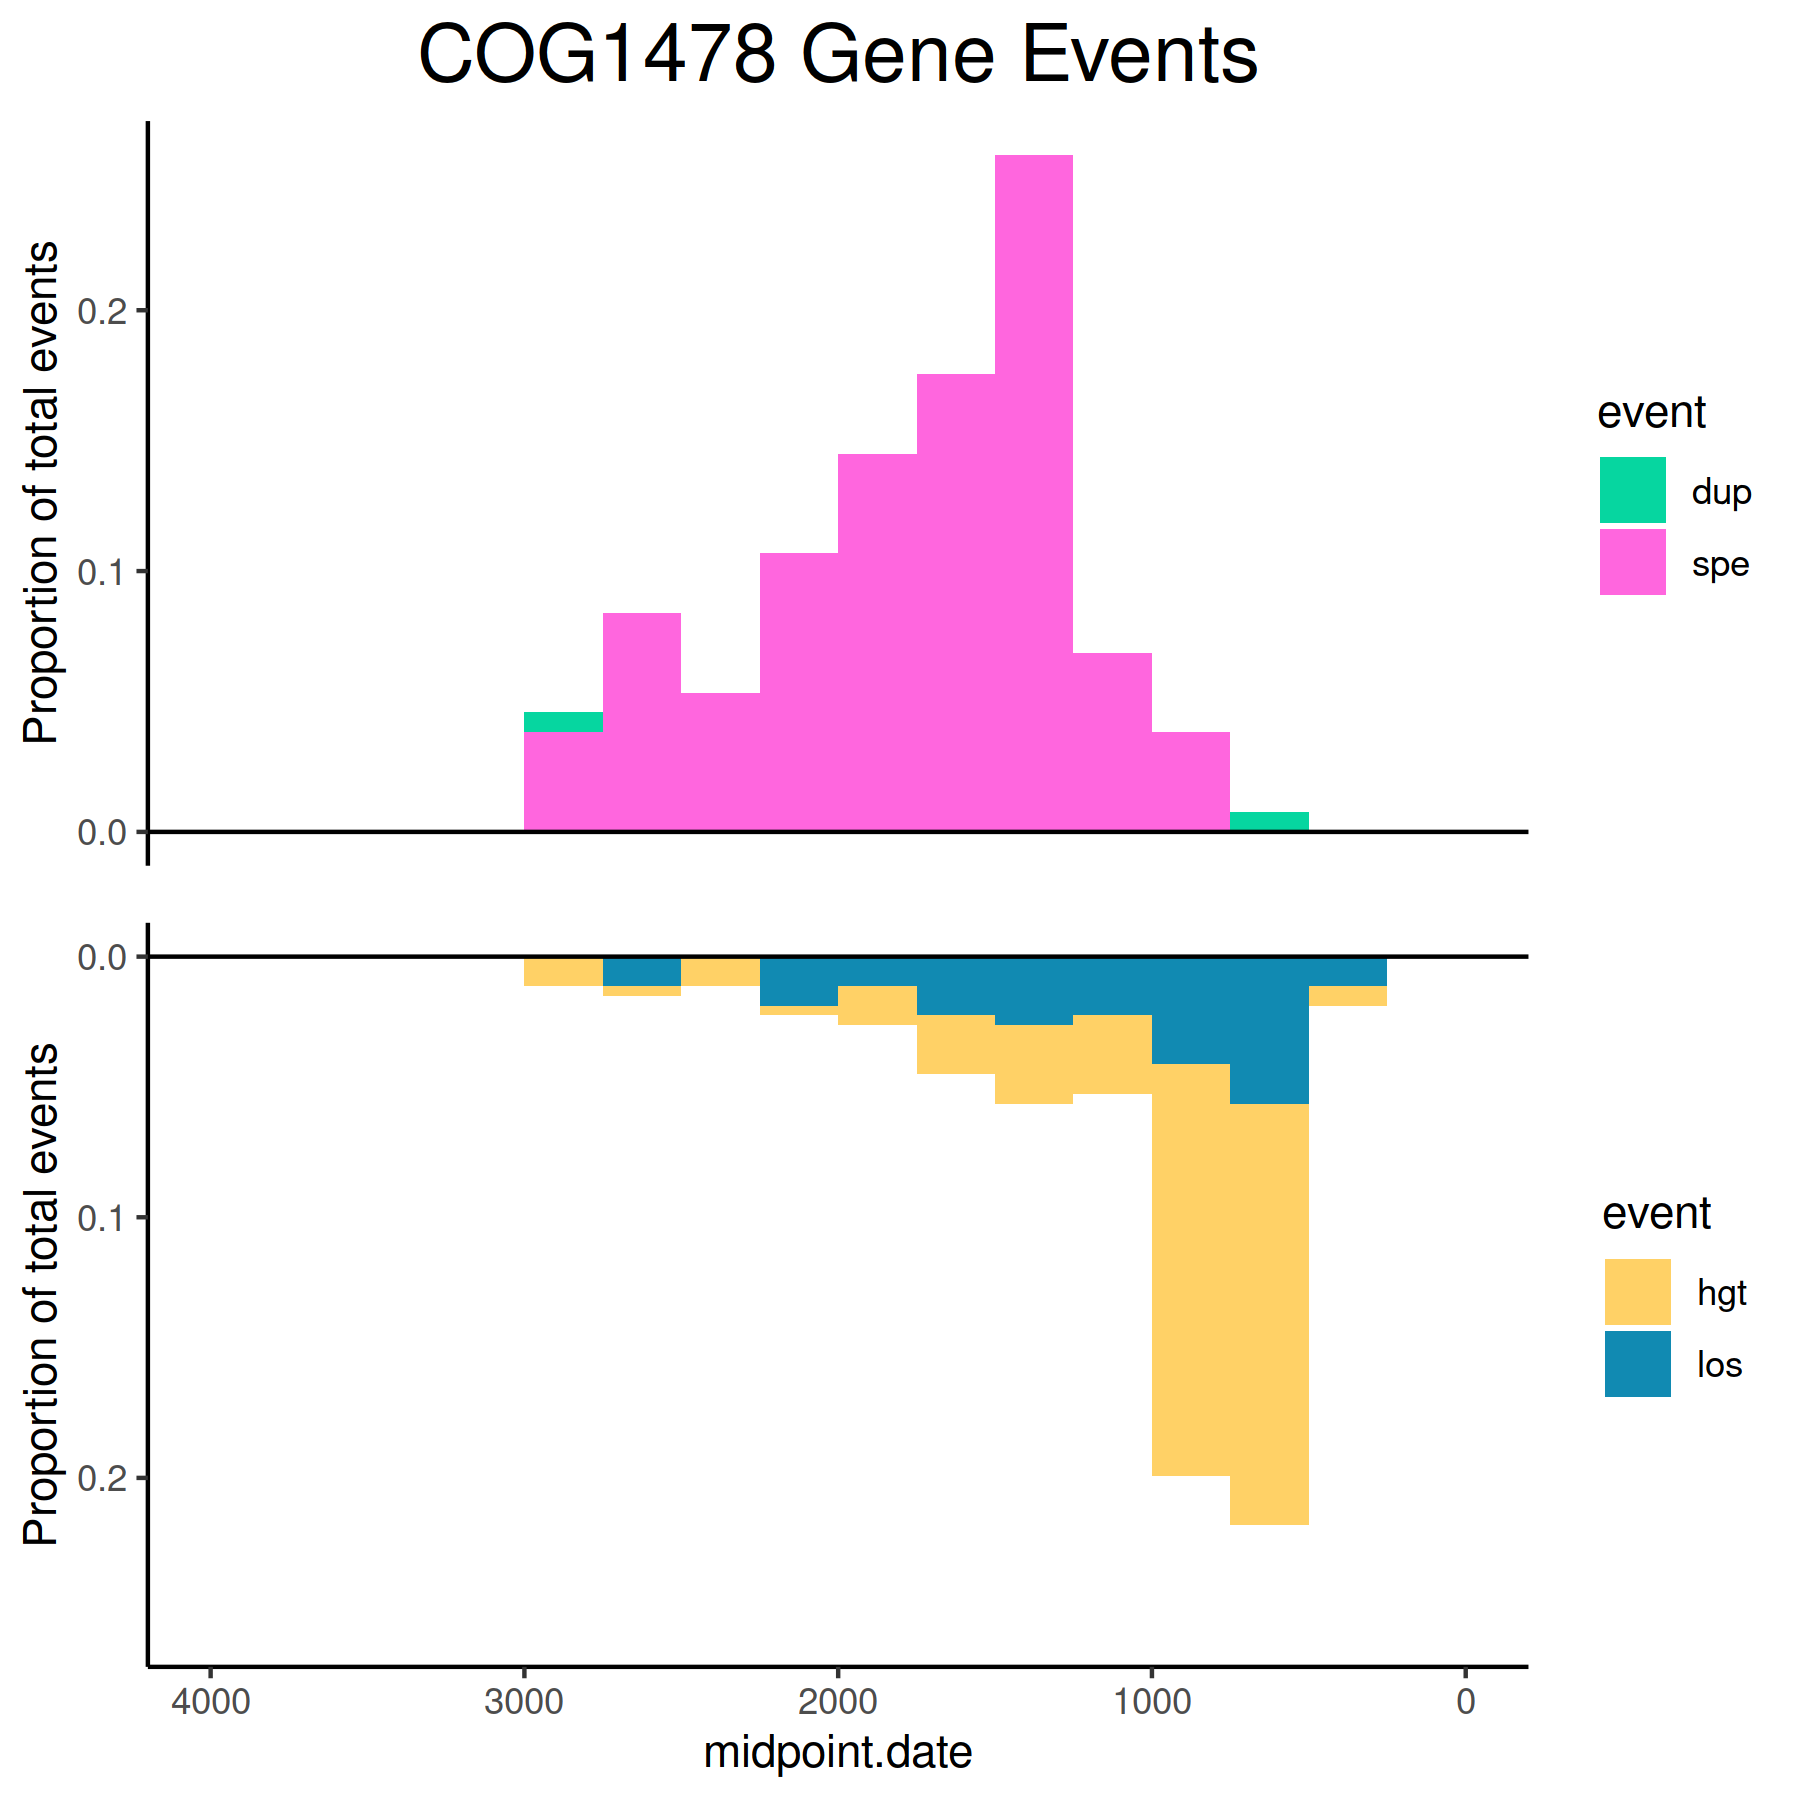 COG1478 Gene Events
Proportion of total events
0.2
0.1
0.0
event
dup
spe
Proportion of total events
0.0
0.1
0.2
event
hgt
los
4000 3000 2000 1000 0
midpoint.date